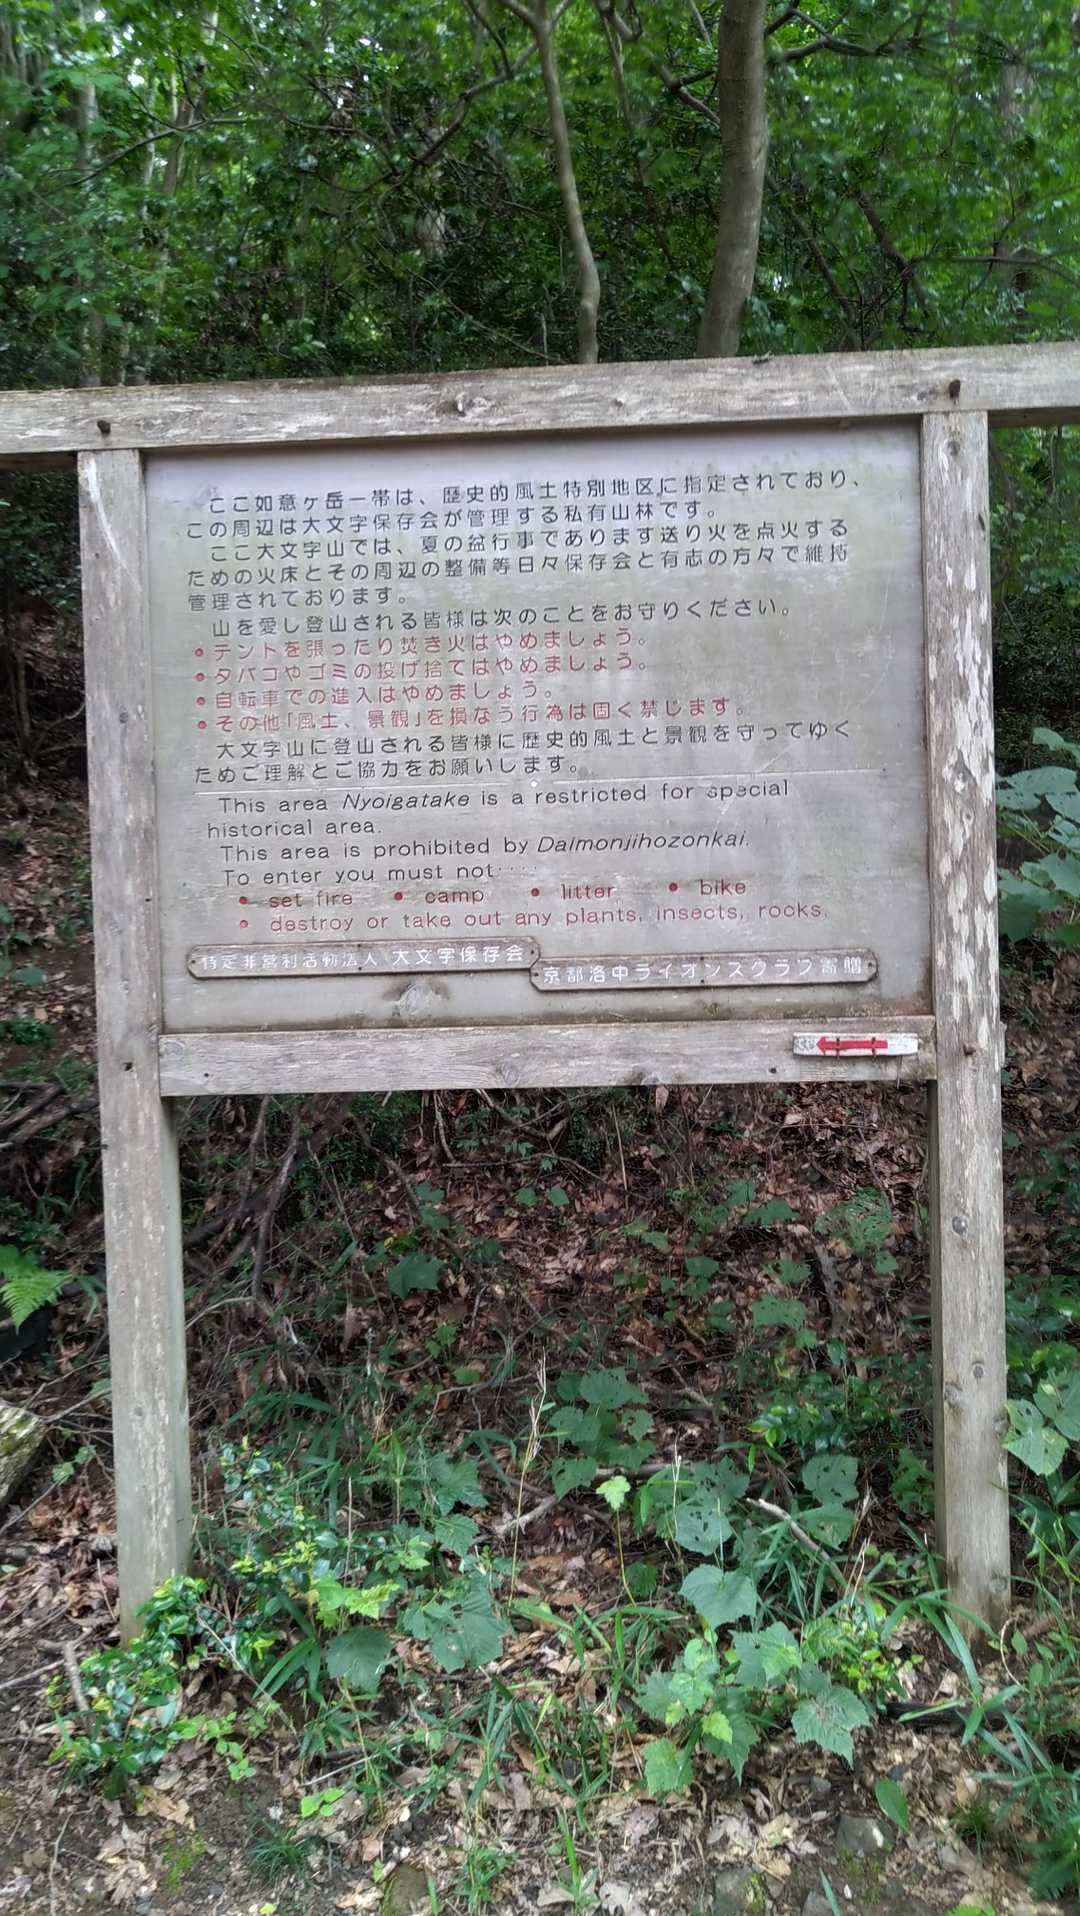 ここ如意ヶ岳一帯は、歴史的風土特別地区に指定されており、
この周辺は大文字保存会が管理する私有山林です。
ここ大文字山では、夏の盆行事であります送り火を点火する
ための火床とその周辺の整備等日々保存会と有志の方々で維持
管理されております。
山を愛し登山される皆様は次のことをお守りください。
●テントを張ったり焚き火はやめましょう。
●タバコやゴミの投げ捨てはやめましょう。
●自転車での進入はやめましょう。
●その他「風土、景観」を損なう行為は固く禁じます。
大文字山に登山される皆様に歴史的風土と景観を守ってゆく
ためご理解とご協力をお願いします。
This area Nyoigatake is a restricted for special
historical area.
This area is prohibited by Daimonjihozonkai.
To enter you must not････
● set fire ● camp ● litter ● bike
● destroy or take out any plants, insects, rocks.
特定非営利活動法人 大文字保存会
京都洛中ライオンズクラブ寄贈